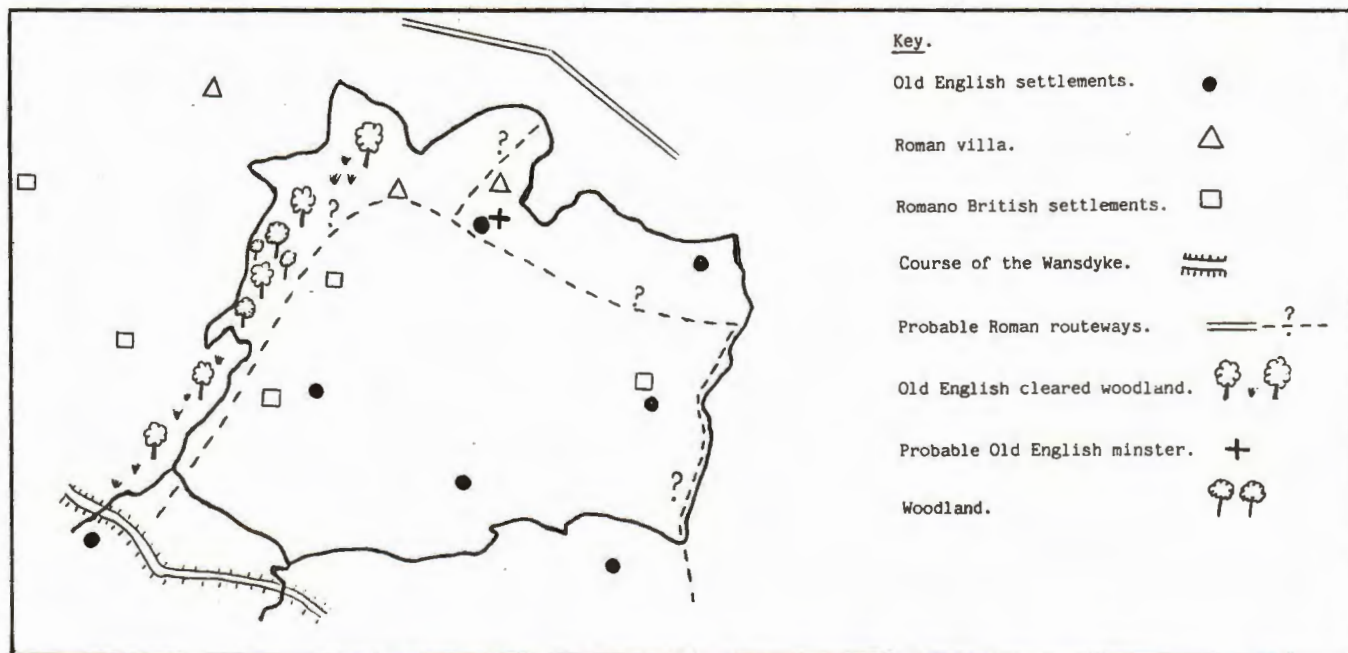 Key.
Old English settlements.
Roman villa.
Romano British settlements.
Course of the Wansdyke.
Probable Roman routeways. ?
Old English cleared woodland.
Probable Old English minster.
Woodland.
?
?
?
?